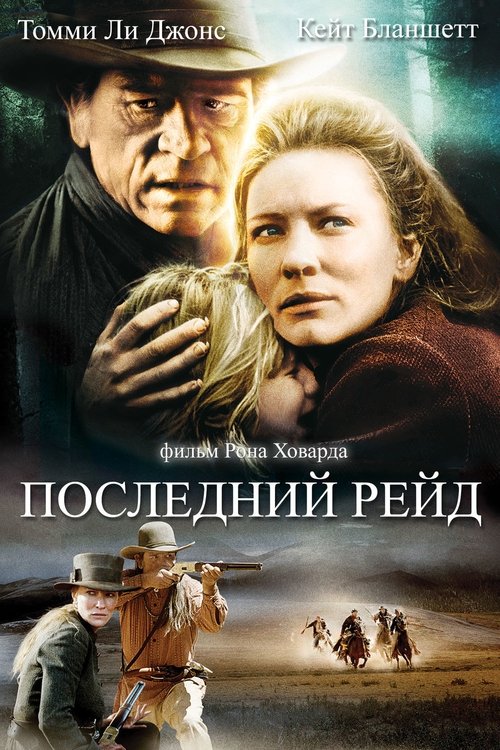 Томми Ли Джонс Кейт Бланшетт
фильм Рона Ховарда
ПОСЛЕДНИЙ РЕЙД